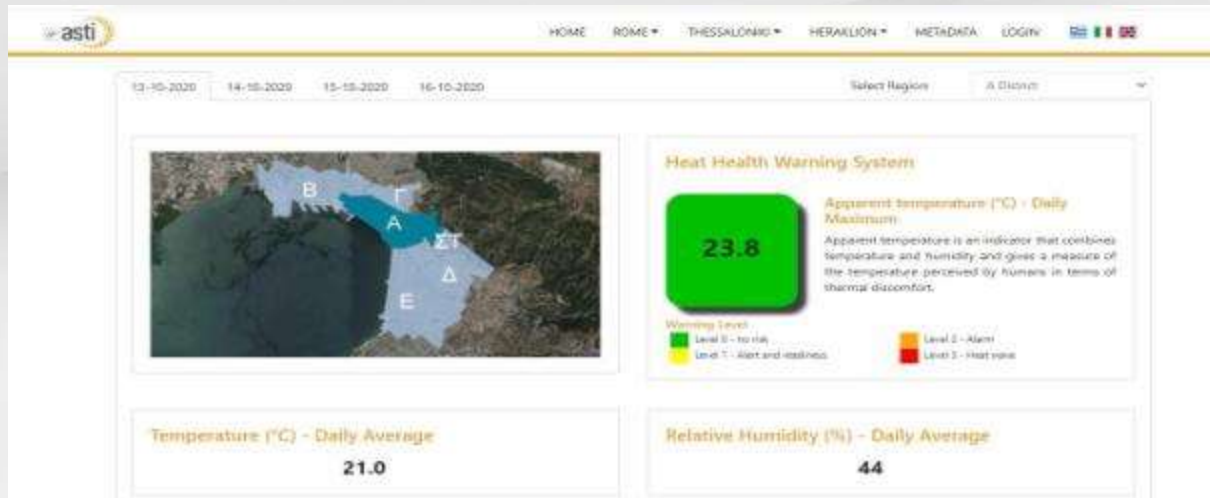 asti
HOME ROME THESSALONIKI HERAKLION METADATA LOGIN
13-10-2020 14-10-2020 15-10-2020 16-10-2020 Select Region A District
Β
Γ
Α
ΣΤ
Δ
Ε
Heat Health Warning System
23.8
Apparent temperature (°C) - Daily
Maximum
Apparent temperature is an indicator that combines
temperature and humidity and gives a measure of
the temperature perceived by humans in terms of
thermal discomfort.
Warning Level
Level 0 - no risk Level 2 - Alarm
Level 1 - Alert and readiness Level 3 - Heat wave
Temperature (°C) - Daily Average
21.0
Relative Humidity (%) - Daily Average
44